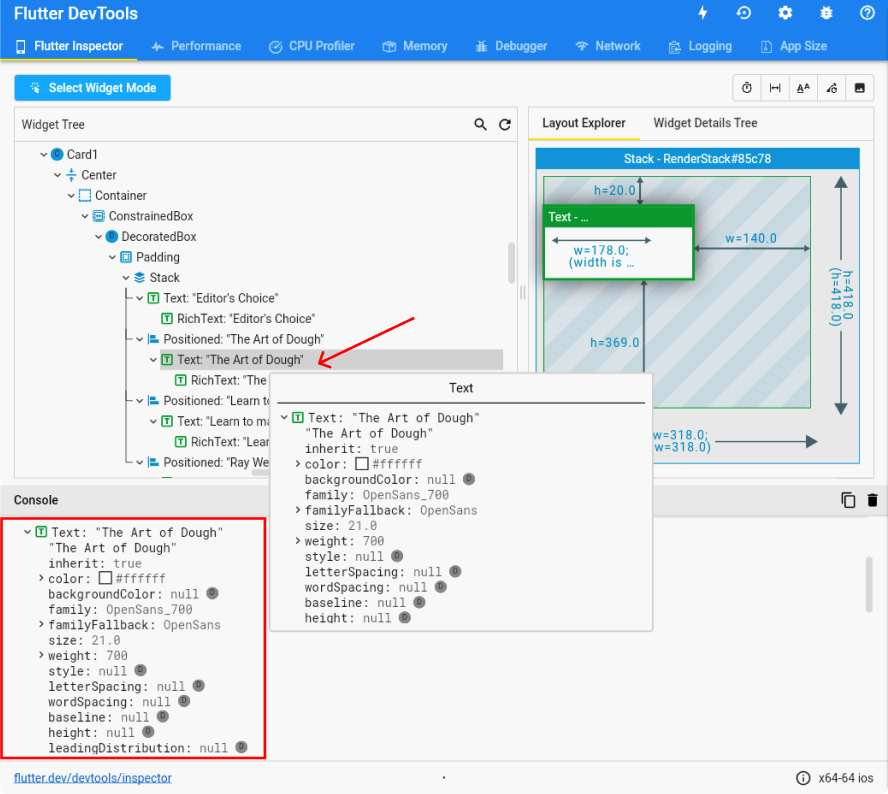 Flutter DevTools
Flutter Inspector Performance CPU Profiler Memory Debugger Network Logging App Size
Select Widget Mode
Widget Tree
Card1
Center
Container
ConstrainedBox
DecoratedBox
Padding
Stack
Text: "Editor's Choice"
RichText: "Editor's Choice"
Positioned: "The Art of Dough"
Text: "The Art of Dough"
RichText: "The
Positioned: "Learn to
Text: "Learn to ma
RichText: "Lear
Positioned: "Ray We
Layout Explorer Widget Details Tree
Stack - RenderStack#85c78
h=20.0
Text - …
w=178.0;
(width is …
w=140.0
h=369.0
h=418.0
(h=418.0)
w=318.0;
w=318.0)
Text
Text: "The Art of Dough"
"The Art of Dough"
inherit: true
color: #ffffff
backgroundColor: null D
family: OpenSans_700
familyFallback: OpenSans
size: 21.0
weight: 700
style: null D
letterSpacing: null D
wordSpacing: null D
baseline: null D
height: null D
Console
Text: "The Art of Dough"
"The Art of Dough"
inherit: true
color: #ffffff
backgroundColor: null D
family: OpenSans_700
familyFallback: OpenSans
size: 21.0
weight: 700
style: null D
letterSpacing: null D
wordSpacing: null D
baseline: null D
height: null D
leadingDistribution: null D
flutter.dev/devtools/inspector
x64-64 ios